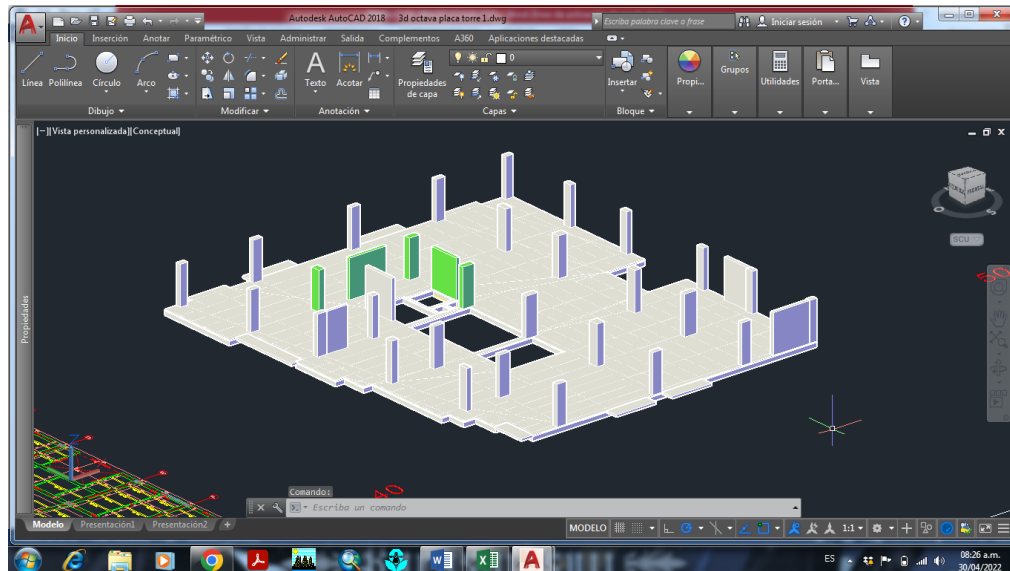 Autodesk AutoCAD 2018 3d octava placa torre 1.dwg
Escriba palabra clave o frase
Iniciar sesión
Inicio Inserción Anotar Paramétrico Vista Administrar Salida Complementos A360 Aplicaciones destacadas
0
Línea Polilínea Círculo Arco
Texto Acotar
Propiedades de capa
Insertar
Propi...
Grupos
Utilidades
Porta...
Vista
Dibujo Modificar Anotación Capas Bloque
[−][Vista personalizada][Conceptual]
SCU
50
Propiedades
Z
40
Comando:
Escriba un comando
Modelo Presentación1 Presentación2 +
MODELO 1:1
ES 08:26 a.m.
30/04/2022